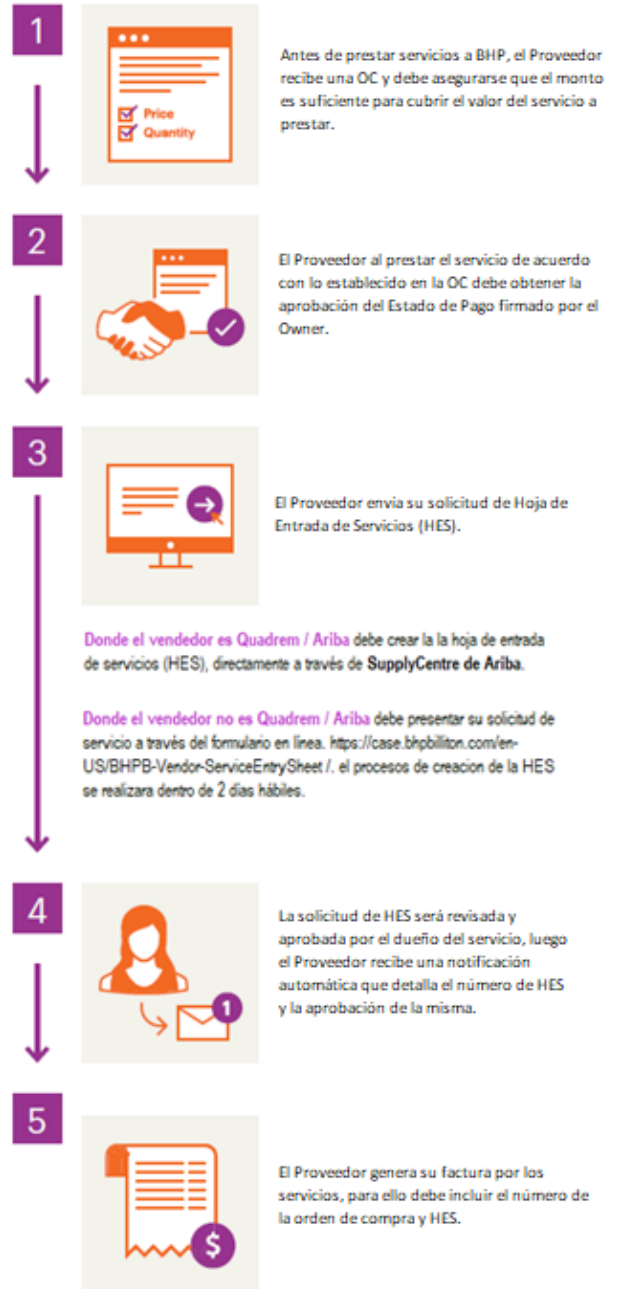 1
Antes de prestar servicios a BHP, el Proveedor
recibe una OC y debe asegurarse que el monto
es suficiente para cubrir el valor del servicio a
prestar.
Price
Quantity
2
El Proveedor al prestar el servicio de acuerdo
con lo establecido en la OC debe obtener la
aprobación del Estado de Pago firmado por el
Owner.
3
El Proveedor envia su solicitud de Hoja de
Entrada de Servicios (HES).
Donde el vendedor es Quadrem / Ariba debe crear la la hoja de entrada
de servicios (HES), directamente a través de SupplyCentre de Ariba.
Donde el vendedor no es Quadrem / Ariba debe presentar su solicitud de
servicio a través del formulario en línea. https://case.bhpbilliton.com/en-
US/BHPB-Vendor-ServiceEntrySheet /. el procesos de creacion de la HES
se realizara dentro de 2 días hábiles.
4
La solicitud de HES será revisada y
aprobada por el dueño del servicio, luego
el Proveedor recibe una notificación
automática que detalla el número de HES
y la aprobación de la misma.
1
5
El Proveedor genera su factura por los
servicios, para ello debe incluir el número de
la orden de compra y HES.
$